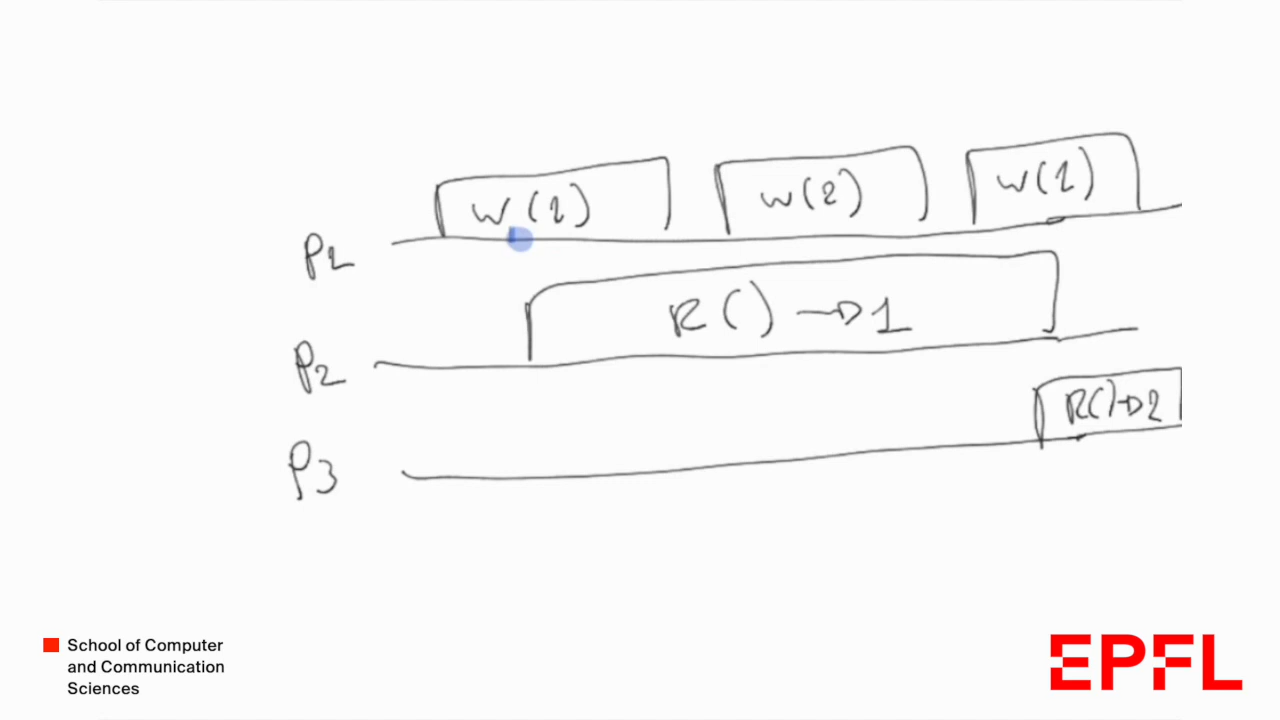 W(1) W(2) W(1)
P1
R() → 1
P2
R() → 2
P3
School of Computer
and Communication
Sciences
EPFL